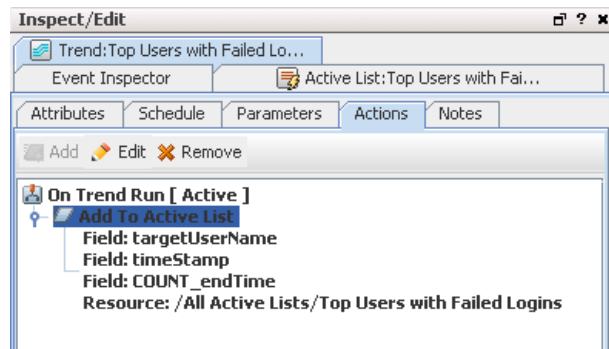 Inspect/Edit
Trend:Top Users with Failed Lo...
Event Inspector
Active List:Top Users with Fai...
Attributes
Schedule
Parameters
Actions
Notes
Add
Edit
Remove
On Trend Run [ Active ]
Add To Active List
Field: targetUserName
Field: timeStamp
Field: COUNT_endTime
Resource: /All Active Lists/Top Users with Failed Logins